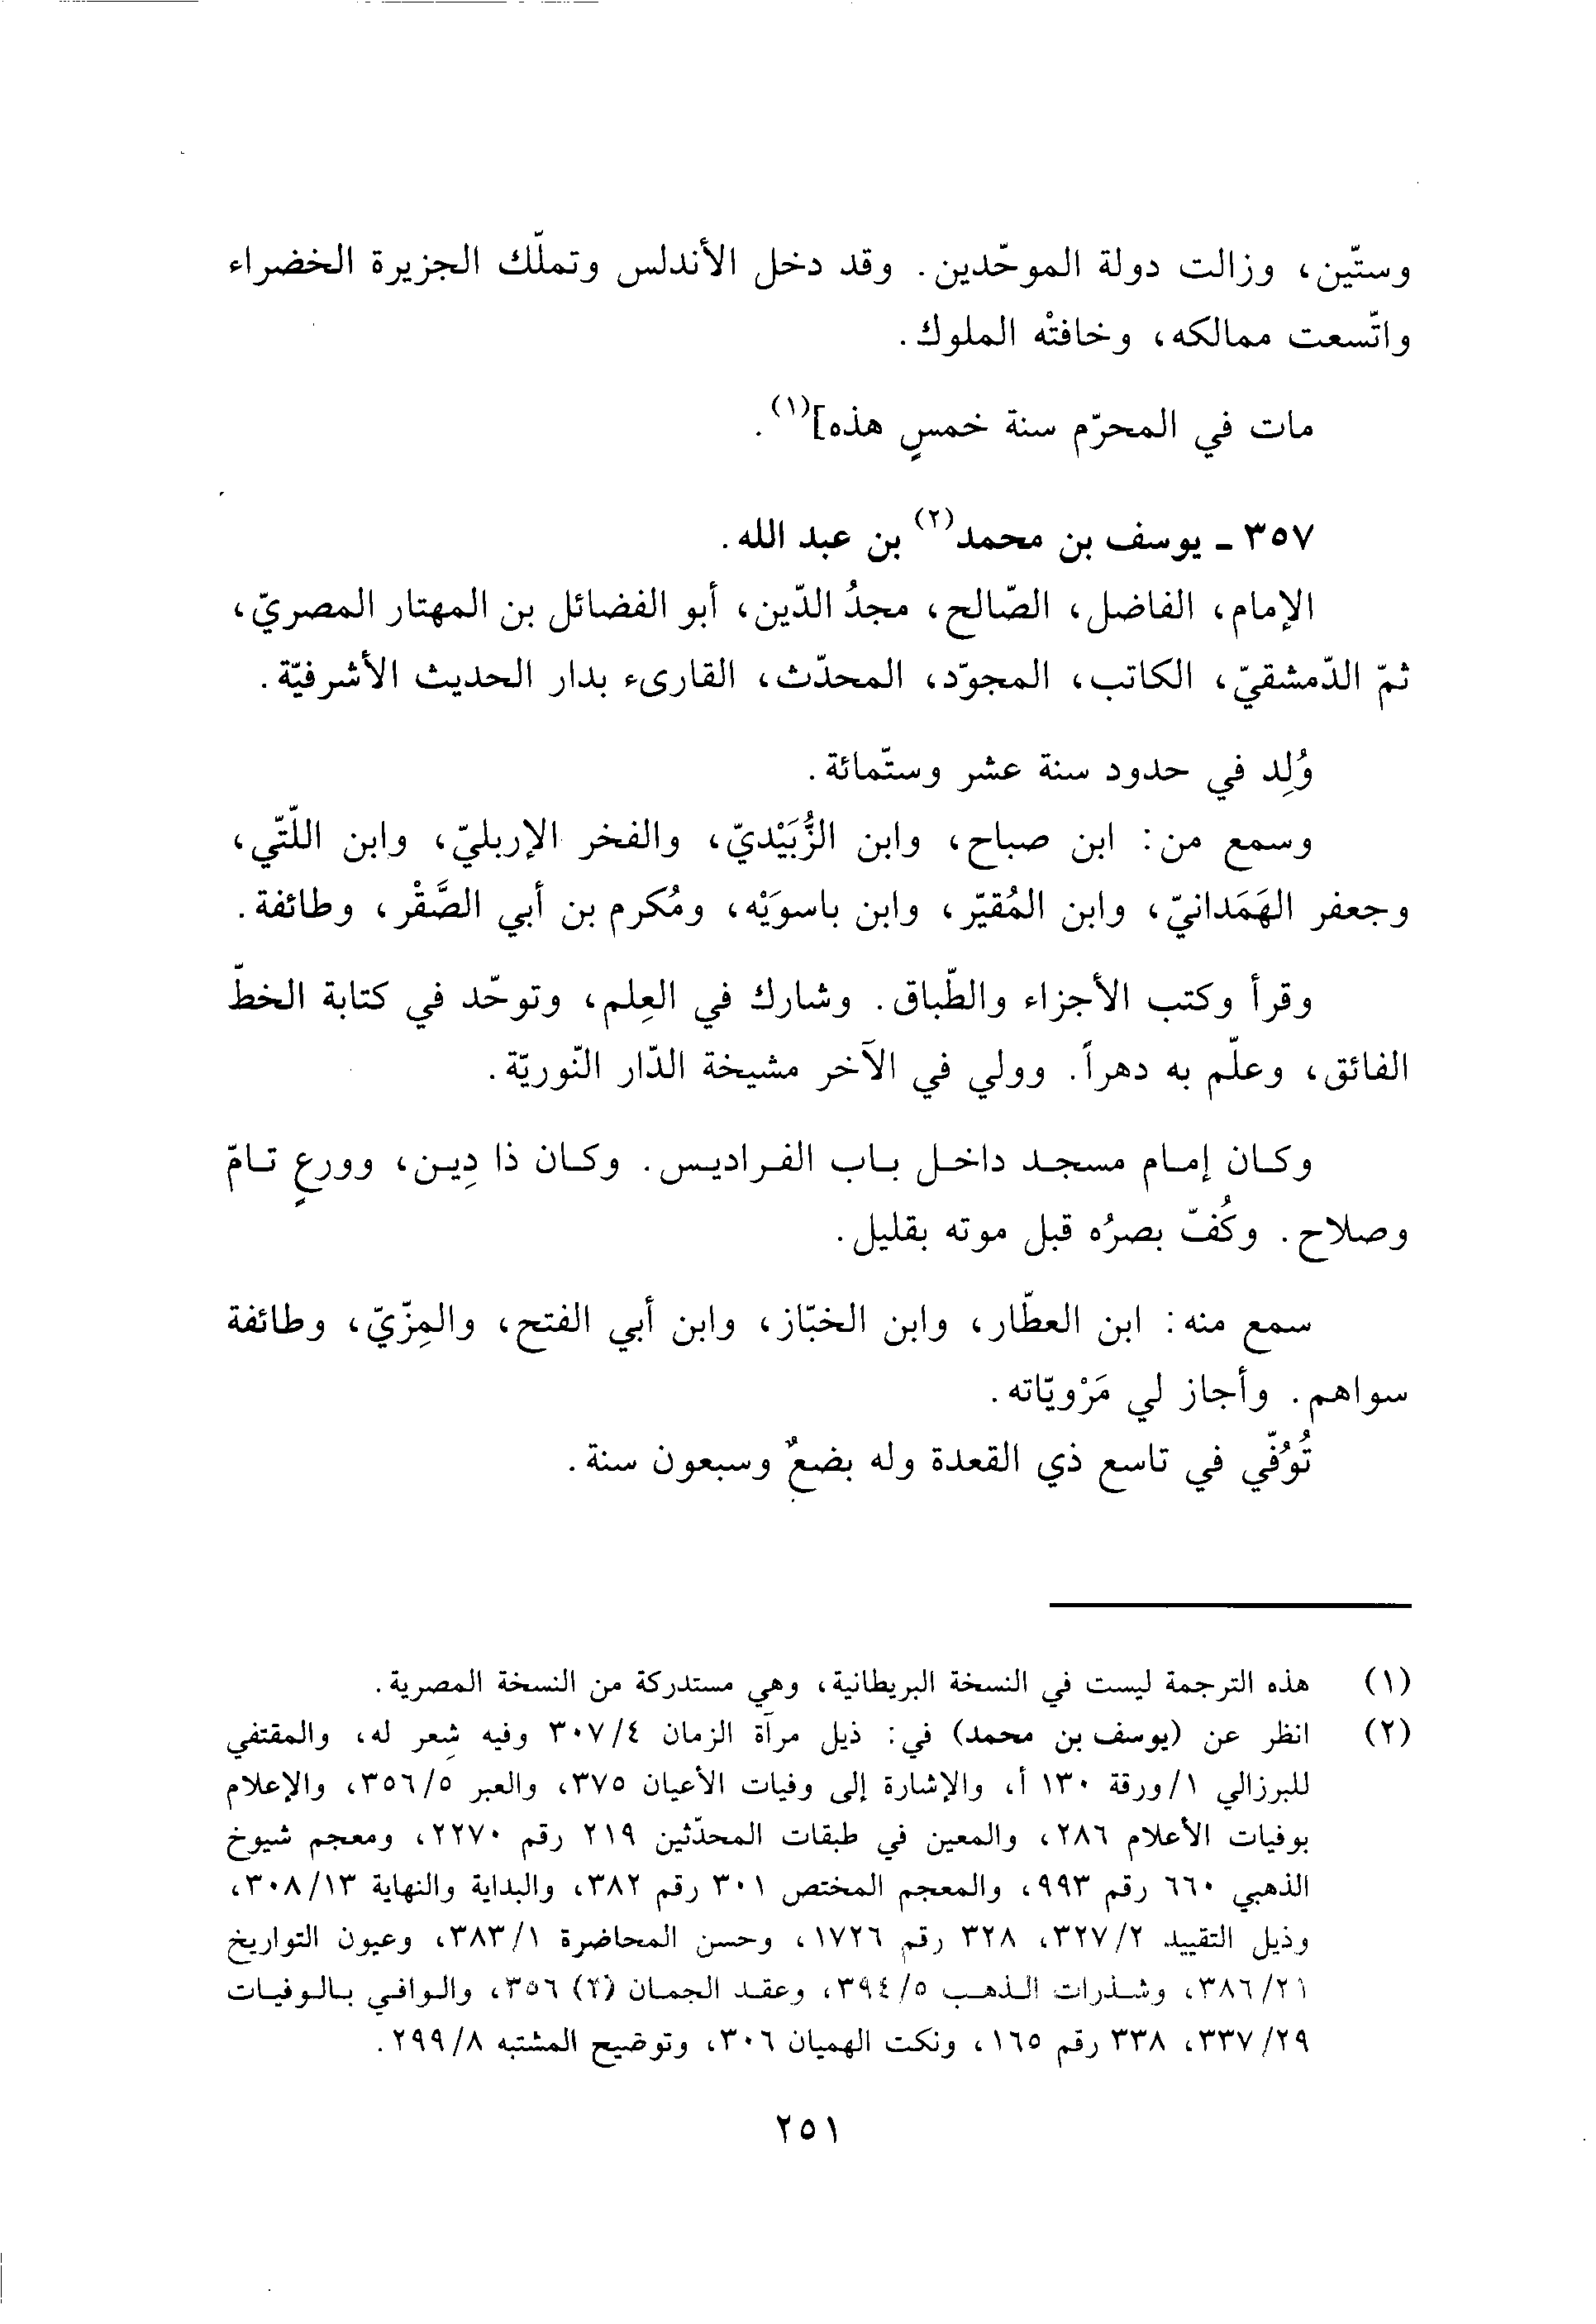 وستّين، وزالت دولة الموحّدين. وقد دخل الأندلس وتملّك الجزيرة الخضراء
واتّسعت ممالكه، وخافتْه الملوك.
مات في المحرّم سنة خمسٍ هذه](١).
٣٥٧ ـ يوسف بن محمد(٢) بن عبد الله.
الإمام، الفاضل، الصّالح، مجدُ الدّين، أبو الفضائل بن المهتار المصريّ،
ثمّ الدّمشقيّ، الكاتب، المجوّد، المحدّث، القارىء بدار الحديث الأشرفيّة.
وُلِد في حدود سنة عشر وستّمائة.
وسمع من: ابن صباح، وابن الزُّبَيْديّ، والفخر الإربليّ، وابن اللّتّي،
وجعفر الهَمَدانيّ، وابن المُقيّر، وابن باسوَيْه، ومُكرم بن أبي الصَّقْر، وطائفة.
وقرأ وكتب الأجزاء والطّباق. وشارك في العِلم، وتوحّد في كتابة الخطّ
الفائق، وعلّم به دهراً. وولي في الآخر مشيخة الدّار النّوريّة.
وكان إمام مسجد داخل باب الفراديس. وكان ذا دِين، وورعٍ تامّ
وصلاح. وكُفّ بصرُه قبل موته بقليل.
سمع منه: ابن العطّار، وابن الخبّاز، وابن أبي الفتح، والمِزّيّ، وطائفة
سواهم. وأجاز لي مَرْويّاته.
تُوُفّي في تاسع ذي القعدة وله بضعٌ وسبعون سنة.
(١) هذه الترجمة ليست في النسخة البريطانية، وهي مستدركة من النسخة المصرية.
(٢) انظر عن (يوسف بن محمد) في: ذيل مرآة الزمان ٣٠٧/٤ وفيه شِعر له، والمقتفي
للبرزالي ١/ورقة ١٣٠ أ، والإشارة إلى وفيات الأعيان ٣٧٥، والعبر ٣٥٦/٥، والإعلام
بوفيات الأعلام ٢٨٦، والمعين في طبقات المحدّثين ٢١٩ رقم ٢٢٧٠، ومعجم شيوخ
الذهبي ٦٦٠ رقم ٩٩٣، والمعجم المختص ٣٠١ رقم ٣٨٢، والبداية والنهاية ٣٠٨/١٣،
وذيل التقييد ٣٢٧/٢، ٣٢٨ رقم ١٧٢٦، وحسن المحاضرة ٣٨٣/١، وعيون التواريخ
٣٨٦/٢١، وشذرات الذهب ٣٩٤/٥، وعقد الجمان (٢) ٣٥٦، والوافي بالوفيات
٣٣٧/٢٩، ٣٣٨ رقم ١٦٥، ونكت الهميان ٣٠٦، وتوضيح المشتبه ٢٩٩/٨.
٢٥١